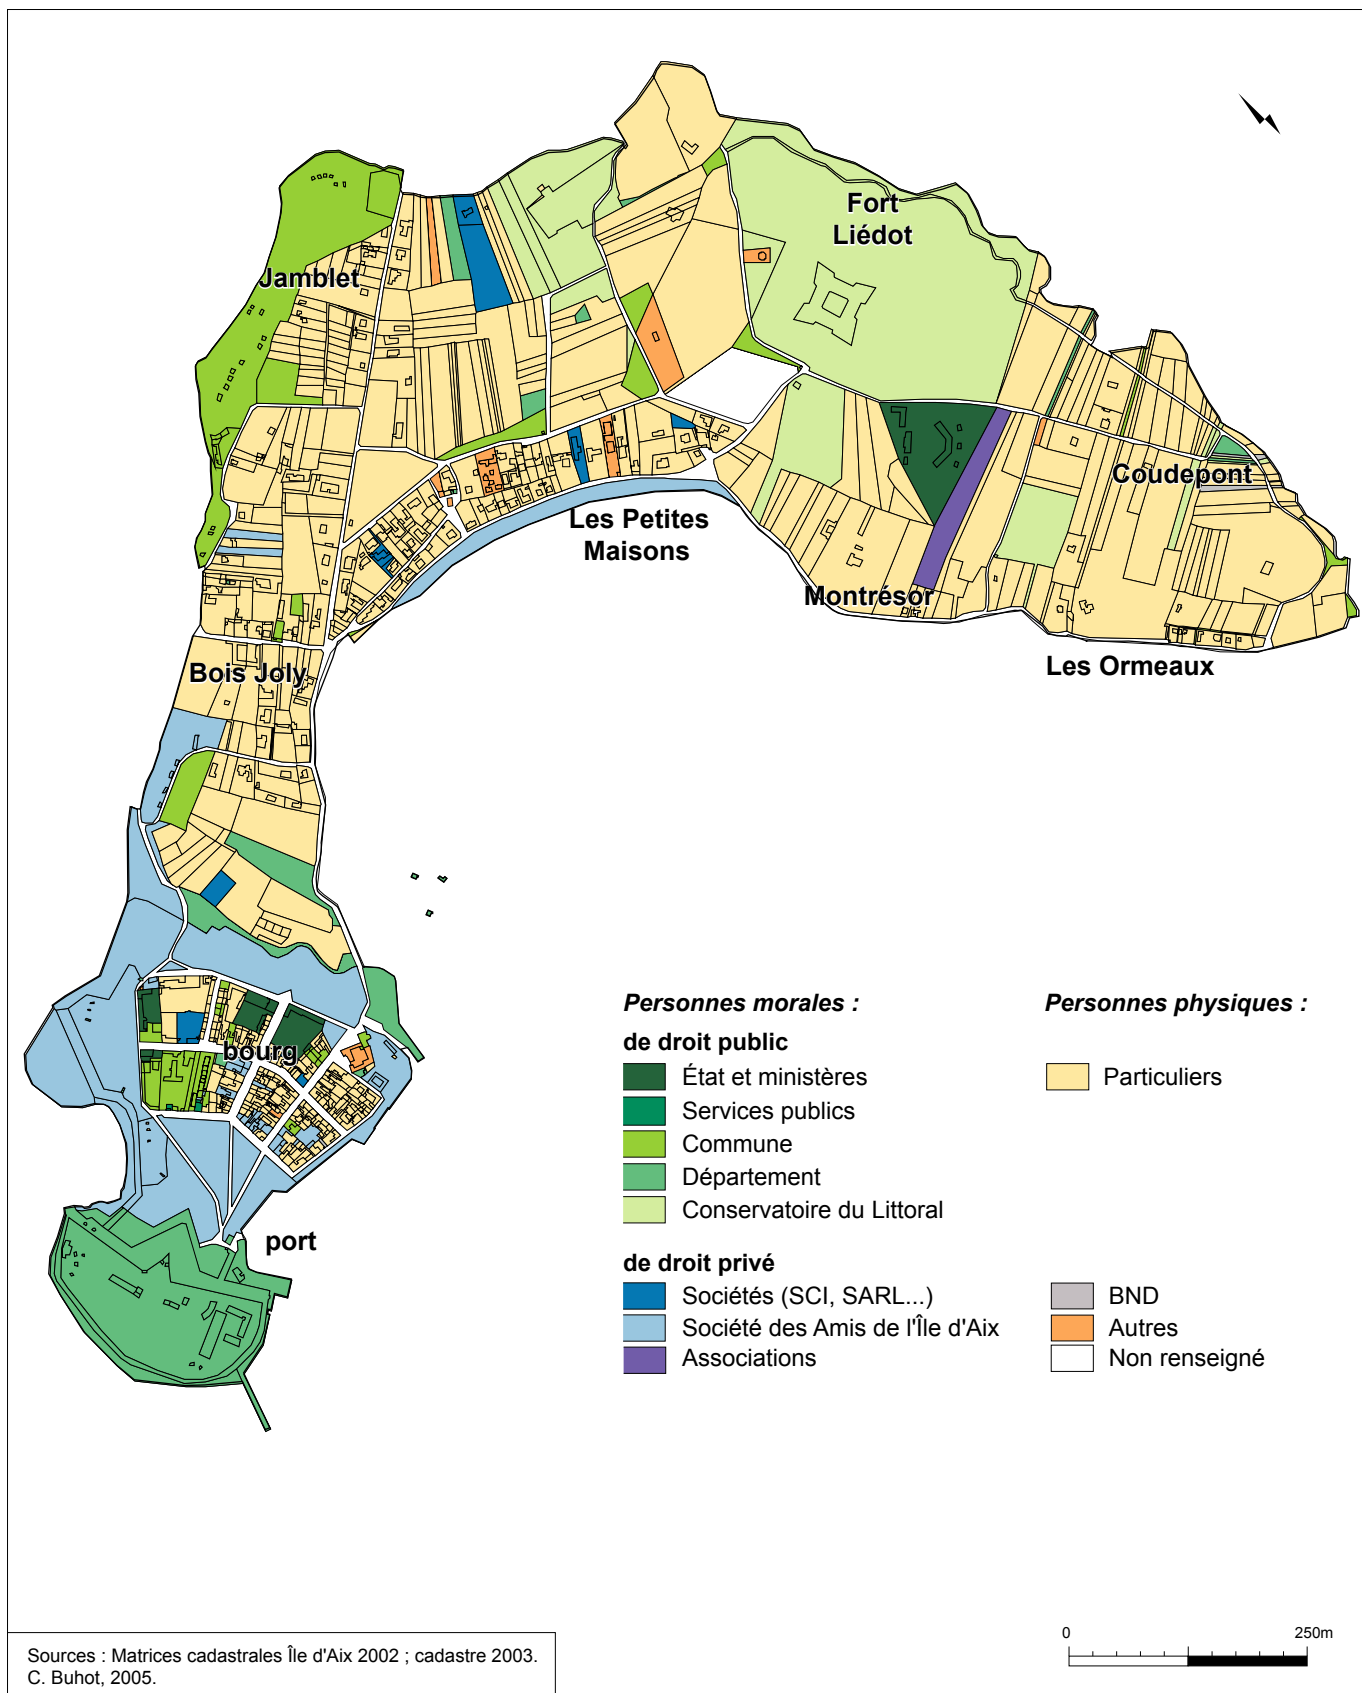 Fort
Liédot
Jamblet
Coudepont
Les Petites
Maisons
Montrésor
Les Ormeaux
Bois Joly
bourg
port
Personnes morales :
de droit public
État et ministères
Services publics
Commune
Département
Conservatoire du Littoral
de droit privé
Sociétés (SCI, SARL...)
Société des Amis de l'Île d'Aix
Associations
Personnes physiques :
Particuliers
BND
Autres
Non renseigné
0 250m
Sources : Matrices cadastrales Île d'Aix 2002 ; cadastre 2003.
C. Buhot, 2005.